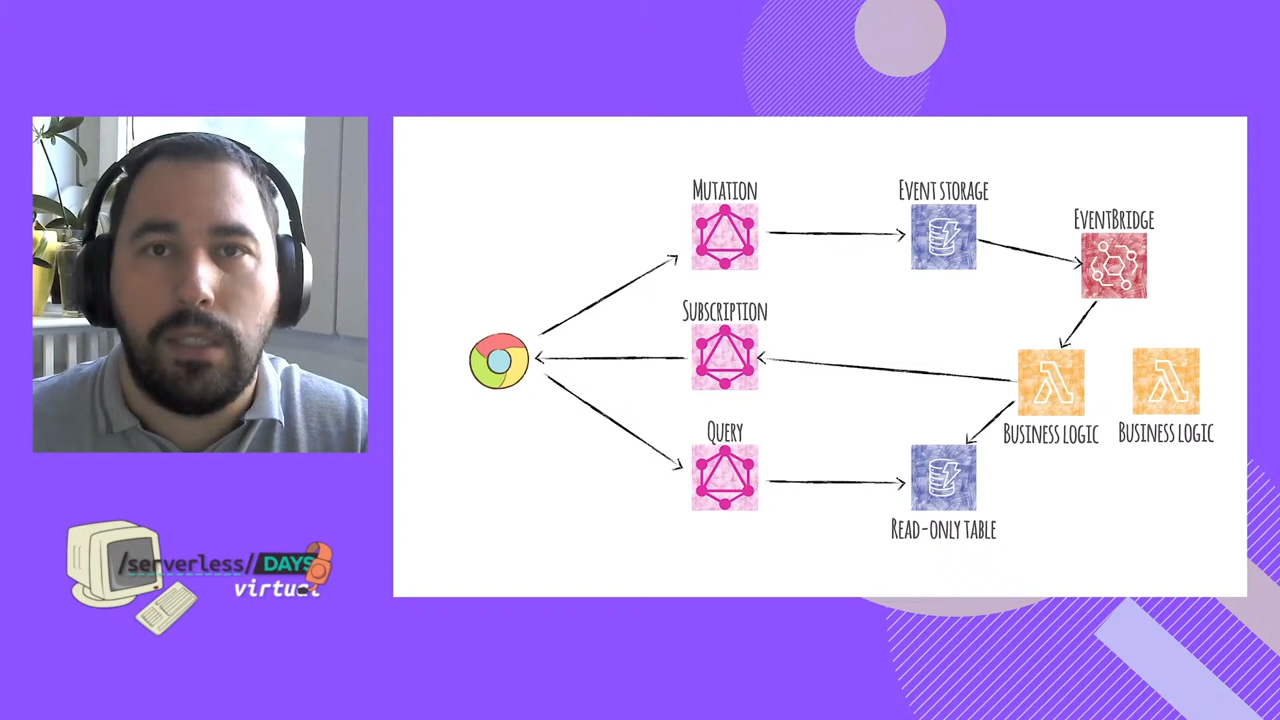 MUTATION
EVENT STORAGE
EVENTBRIDGE
SUBSCRIPTION
BUSINESS LOGIC
BUSINESS LOGIC
QUERY
READ-ONLY TABLE
/serverless/DAYS
virtual